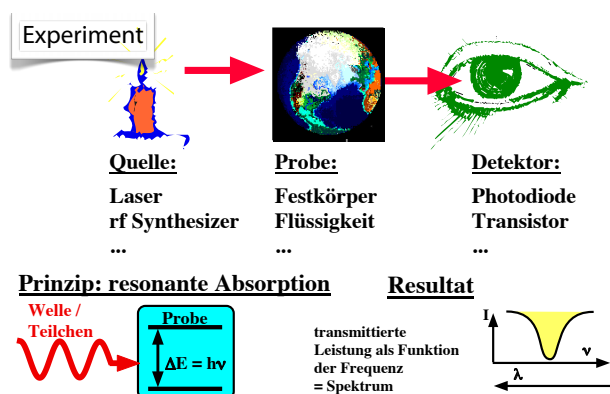 Experiment
Quelle:
Laser
rf Synthesizer
...
Probe:
Festkörper
Flüssigkeit
...
Detektor:
Photodiode
Transistor
...
Prinzip: resonante Absorption
Welle /
Teilchen
Probe
ΔE = hν
Resultat
transmittierte
Leistung als Funktion
der Frequenz
= Spektrum
I
ν
λ